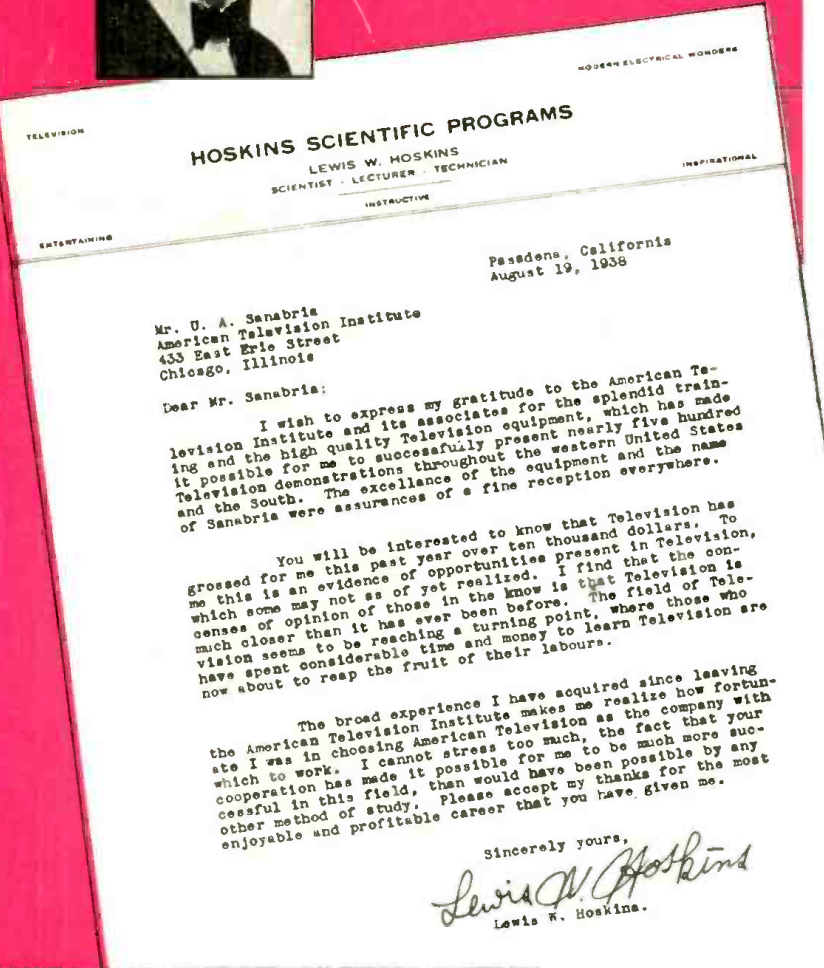 TELEVISION
MODERN ELECTRICAL WONDERS
HOSKINS SCIENTIFIC PROGRAMS
LEWIS W. HOSKINS
SCIENTIST - LECTURER - TECHNICIAN
ENTERTAINING
INSTRUCTIVE
INSPIRATIONAL
Pasadena, California
August 19, 1938
Mr. U. A. Sanabria
American Television Institute
433 East Erie Street
Chicago, Illinois
Dear Mr. Sanabria:
I wish to express my gratitude to the American Te-
levision Institute and its associates for the splendid train-
ing and the high quality Television equipment, which has made
it possible for me to successfully present nearly five hundred
Television demonstrations throughout the western United States
and the South. The excellance of the equipment and the name
of Sanabria were assurances of a fine reception everywhere.
You will be interested to know that Television has
grossed for me this past year over ten thousand dollars. To
me this is an evidence of opportunities present in Television,
which some may not as of yet realized. I find that the con-
censes of opinion of those in the know is that Television is
much closer than it has ever been before. The field of Tele-
vision seems to be reaching a turning point, where those who
have spent considerable time and money to learn Television are
now about to reap the fruit of their labours.
The broad experience I have acquired since leaving
the American Television Institute makes me realize how fortun-
ate I was in choosing American Television as the company with
which to work. I cannot stress too much, the fact that your
cooperation has made it possible for me to be much more suc-
cessful in this field, than would have been possible by any
other method of study. Please accept my thanks for the most
enjoyable and profitable career that you have given me.
Sincerely yours,
Lewis W. Hoskins
Lewis W. Hoskins.